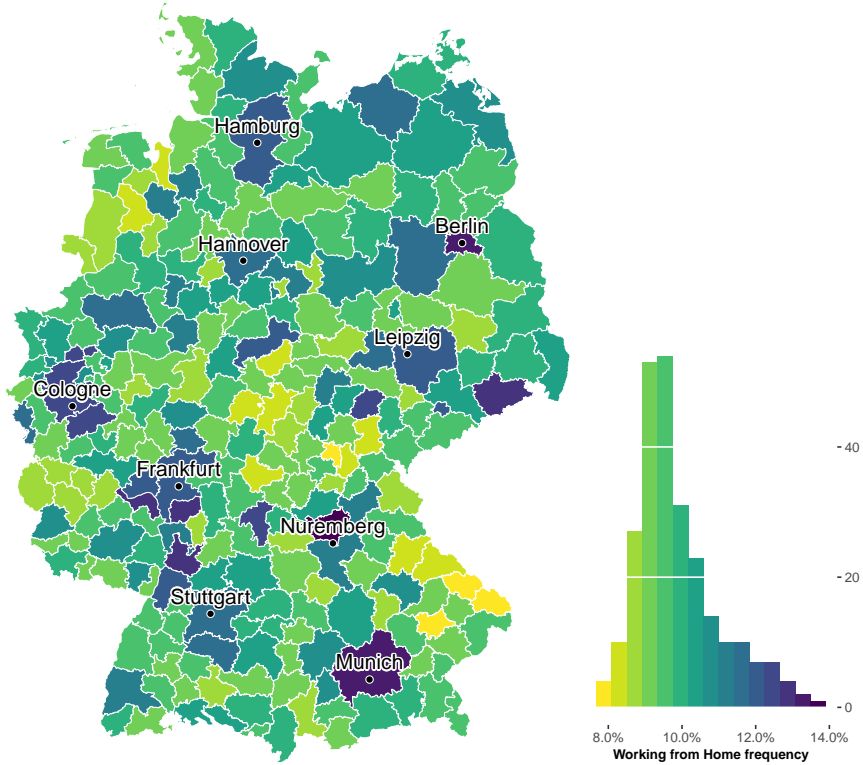 Hamburg
Berlin
Hannover
Leipzig
Cologne
Frankfurt
Nuremberg
Stuttgart
Munich
40
20
0
8.0% 10.0% 12.0% 14.0%
Working from Home frequency